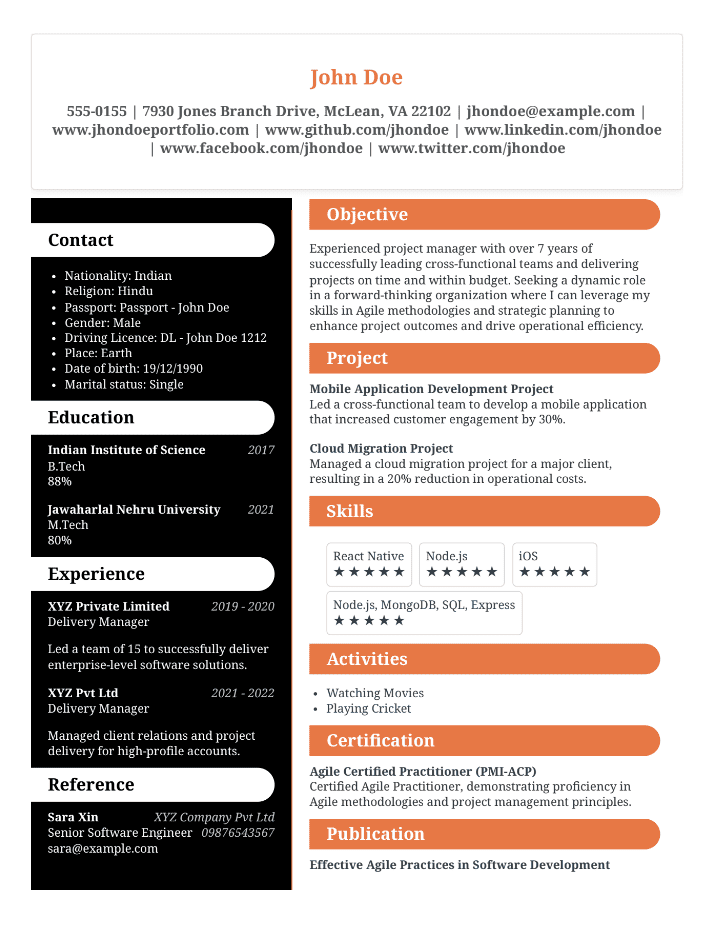 John Doe
555-0155 | 7930 Jones Branch Drive, McLean, VA 22102 | jhondoe@example.com |
www.jhondoeportfolio.com | www.github.com/jhondoe | www.linkedin.com/jhondoe
| www.facebook.com/jhondoe | www.twitter.com/jhondoe
Contact
• Nationality: Indian
• Religion: Hindu
• Passport: Passport - John Doe
• Gender: Male
• Driving Licence: DL - John Doe 1212
• Place: Earth
• Date of birth: 19/12/1990
• Marital status: Single
Education
Indian Institute of Science 2017
B.Tech
88%
Jawaharlal Nehru University 2021
M.Tech
80%
Experience
XYZ Private Limited 2019 - 2020
Delivery Manager
Led a team of 15 to successfully deliver
enterprise-level software solutions.
XYZ Pvt Ltd 2021 - 2022
Delivery Manager
Managed client relations and project
delivery for high-profile accounts.
Reference
Sara Xin XYZ Company Pvt Ltd
Senior Software Engineer 09876543567
sara@example.com
Objective
Experienced project manager with over 7 years of
successfully leading cross-functional teams and delivering
projects on time and within budget. Seeking a dynamic role
in a forward-thinking organization where I can leverage my
skills in Agile methodologies and strategic planning to
enhance project outcomes and drive operational efficiency.
Project
Mobile Application Development Project
Led a cross-functional team to develop a mobile application
that increased customer engagement by 30%.
Cloud Migration Project
Managed a cloud migration project for a major client,
resulting in a 20% reduction in operational costs.
Skills
React Native Node.js iOS
★★★★★ ★★★★★ ★★★★★
Node.js, MongoDB, SQL, Express
★★★★★
Activities
• Watching Movies
• Playing Cricket
Certification
Agile Certified Practitioner (PMI-ACP)
Certified Agile Practitioner, demonstrating proficiency in
Agile methodologies and project management principles.
Publication
Effective Agile Practices in Software Development